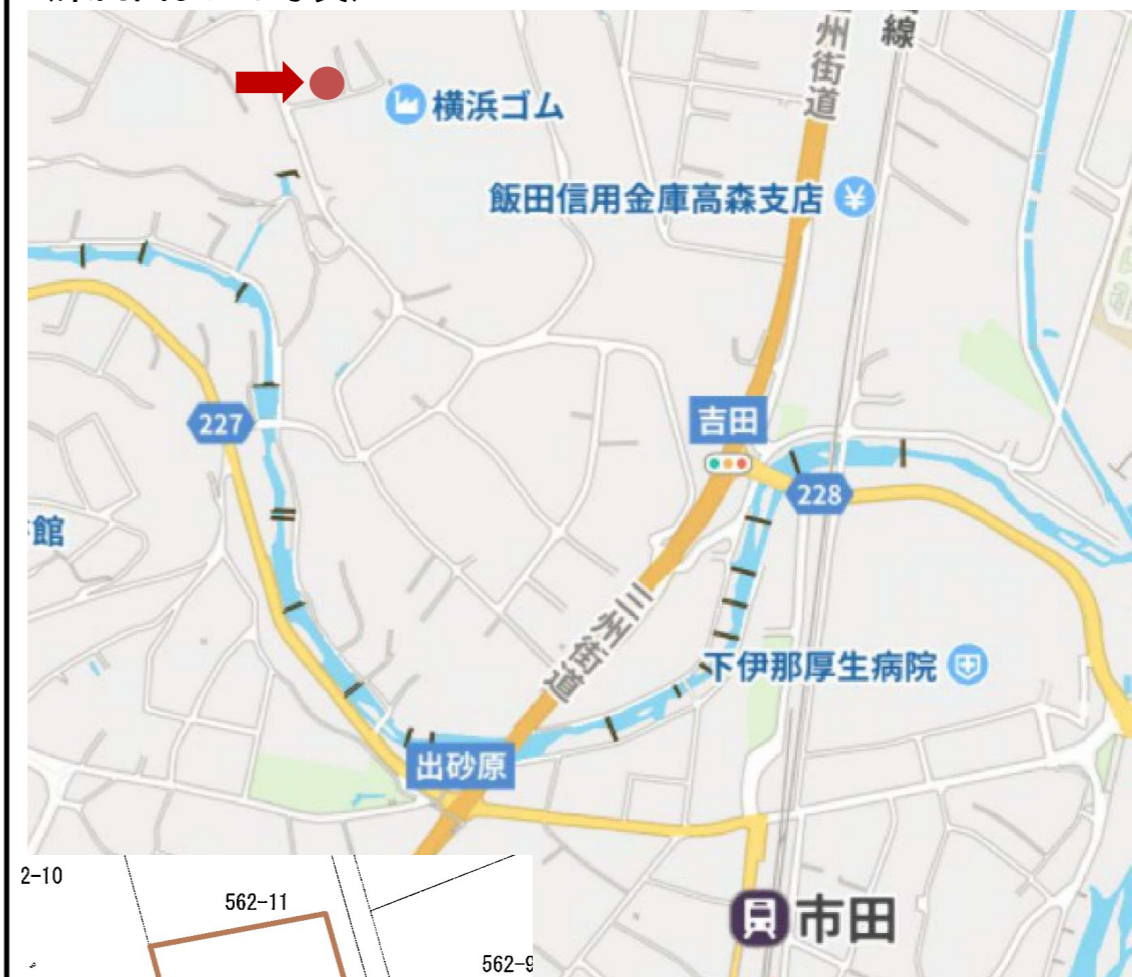 州街道
線
横浜ゴム
飯田信用金庫高森支店
227
吉田
228
館
三州街道
下伊那厚生病院
出砂原
市田
2-10
562-11
562-9